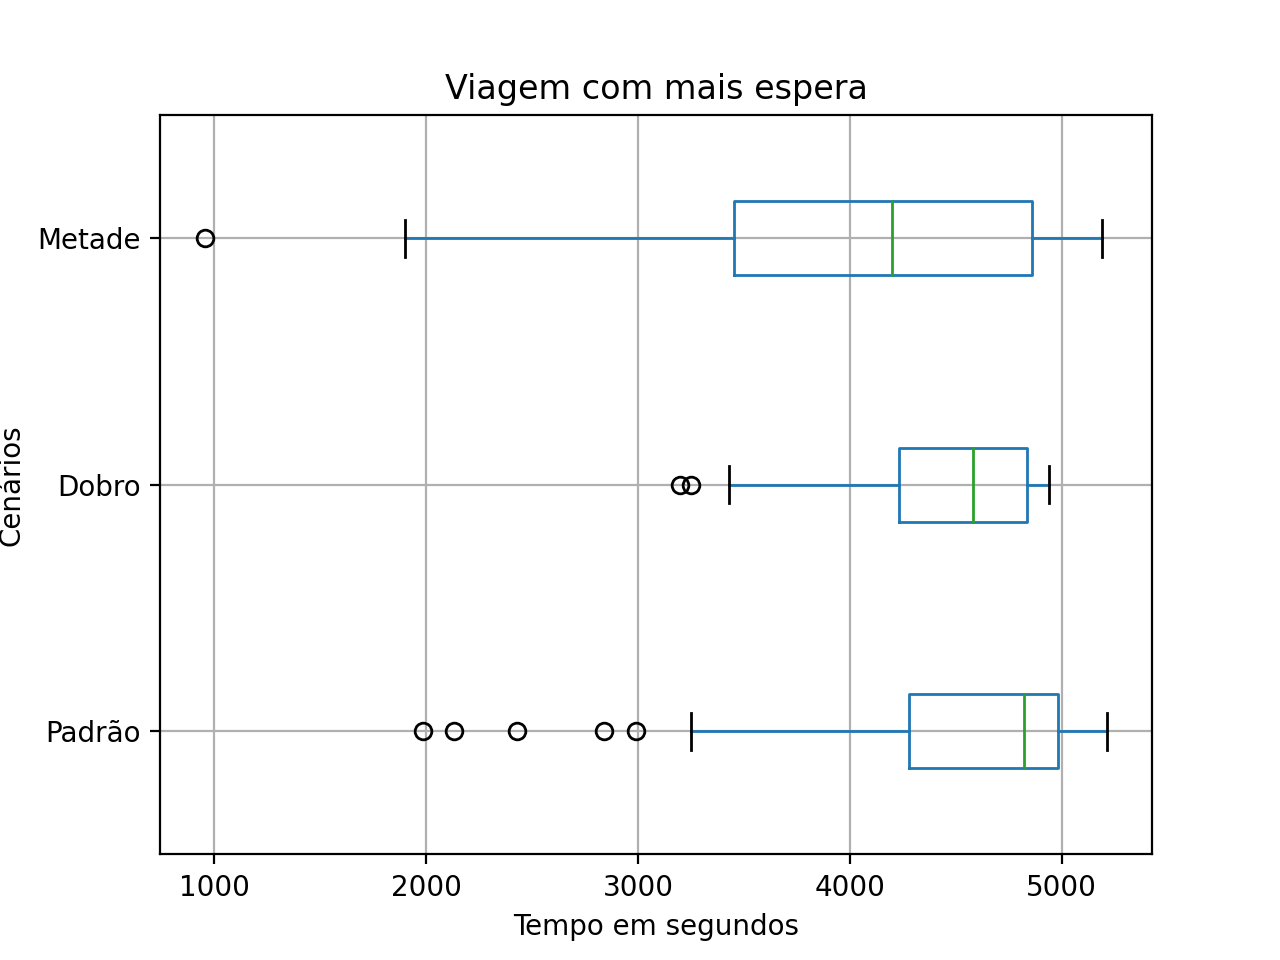 Viagem com mais espera
Metade
Dobro
Padrão
Cenários
1000 2000 3000 4000 5000
Tempo em segundos